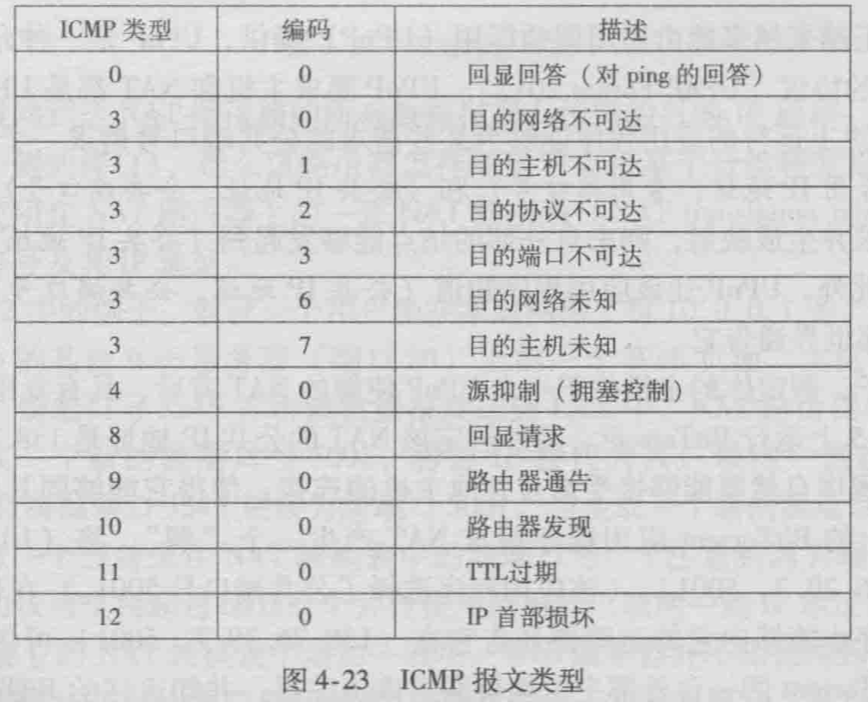 ICMP 类型 编码 描述
0 0 回显回答（对 ping 的回答）
3 0 目的网络不可达
3 1 目的主机不可达
3 2 目的协议不可达
3 3 目的端口不可达
3 6 目的网络未知
3 7 目的主机未知
4 0 源抑制（拥塞控制）
8 0 回显请求
9 0 路由器通告
10 0 路由器发现
11 0 TTL过期
12 0 IP 首部损坏
图 4-23 ICMP 报文类型